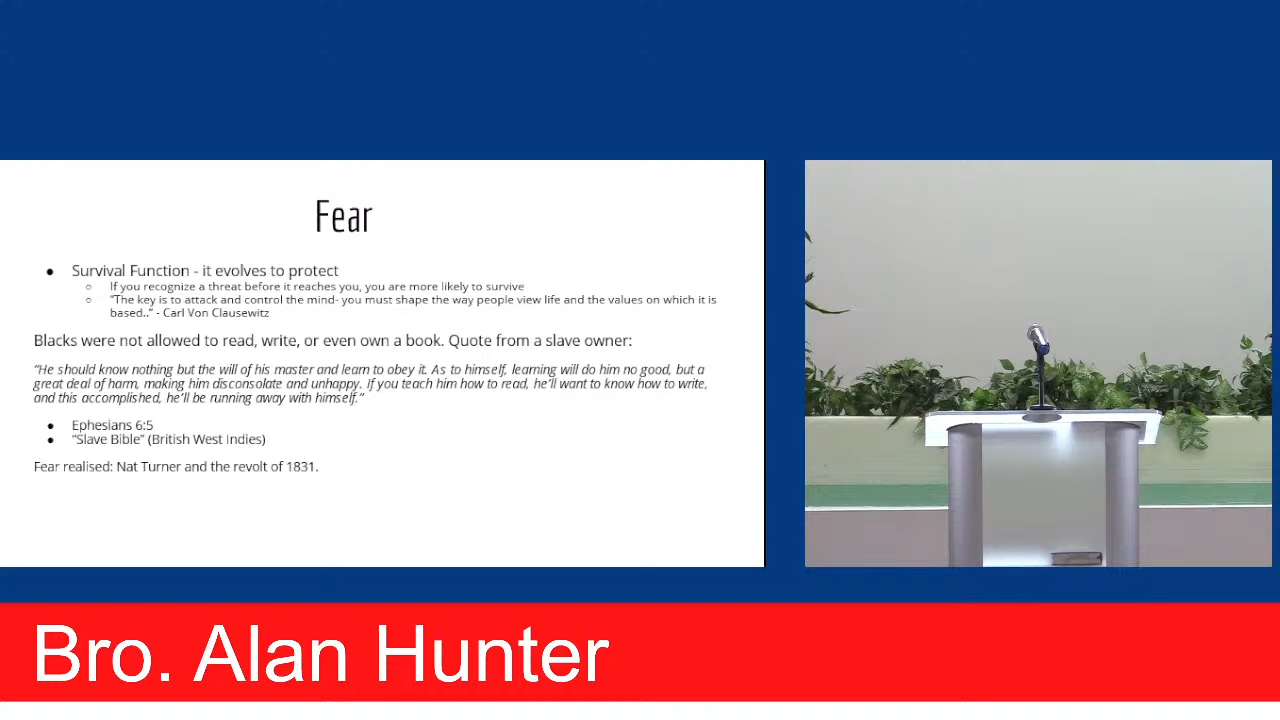 Fear
● Survival Function - it evolves to protect
○ If you recognize a threat before it reaches you, you are more likely to survive
○ "The key is to attack and control the mind- you must shape the way people view life and the values on which it is
based.." - Carl Von Clausewitz
Blacks were not allowed to read, write, or even own a book. Quote from a slave owner:
"He should know nothing but the will of his master and learn to obey it. As to himself, learning will do him no good, but a
great deal of harm, making him disconsolate and unhappy. If you teach him how to read, he'll want to know how to write,
and this accomplished, he'll be running away with himself."
● Ephesians 6:5
● "Slave Bible" (British West Indies)
Fear realised: Nat Turner and the revolt of 1831.
Bro. Alan Hunter